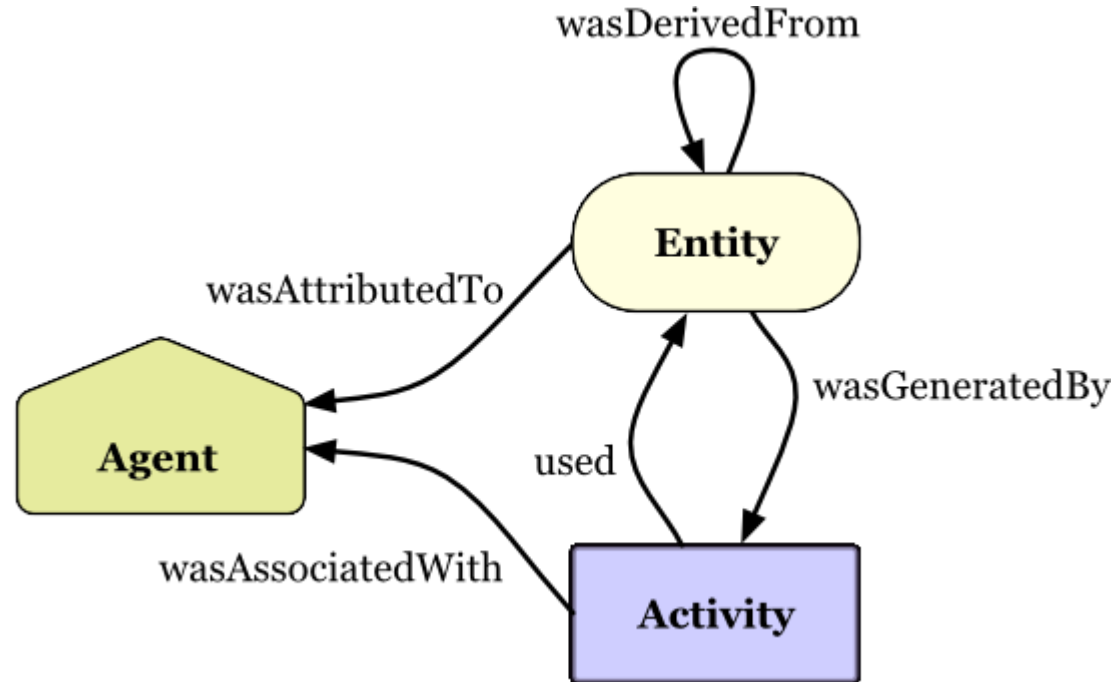 wasDerivedFrom
Entity
wasAttributedTo
wasGeneratedBy
Agent
used
wasAssociatedWith
Activity